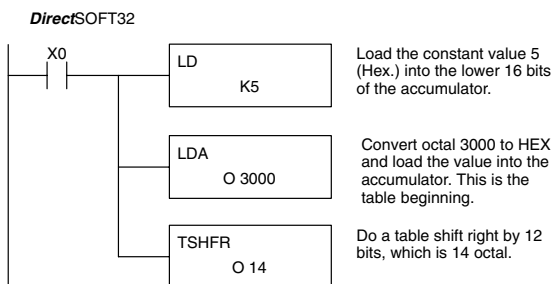 DirectSOFT32
X0
LD
K5
Load the constant value 5
(Hex.) into the lower 16 bits
of the accumulator.
LDA
O 3000
Convert octal 3000 to HEX
and load the value into the
accumulator. This is the
table beginning.
TSHFR
O 14
Do a table shift right by 12
bits, which is 14 octal.